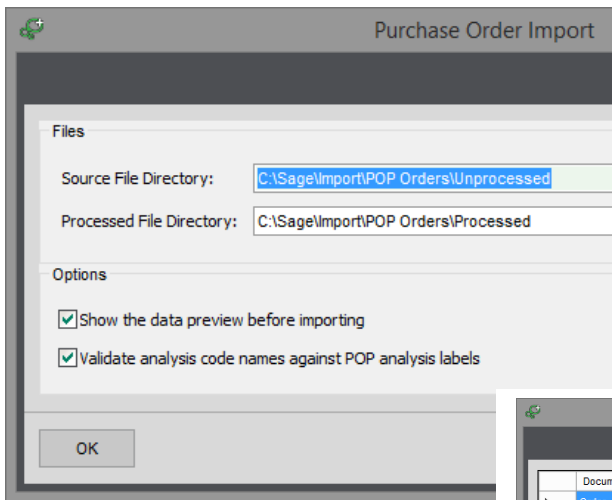 Purchase Order Import
Files
Source File Directory: C:\Sage\Import\POP Orders\Unprocessed
Processed File Directory: C:\Sage\Import\POP Orders\Processed
Options
Show the data preview before importing
Validate analysis code names against POP analysis labels
OK
Docum